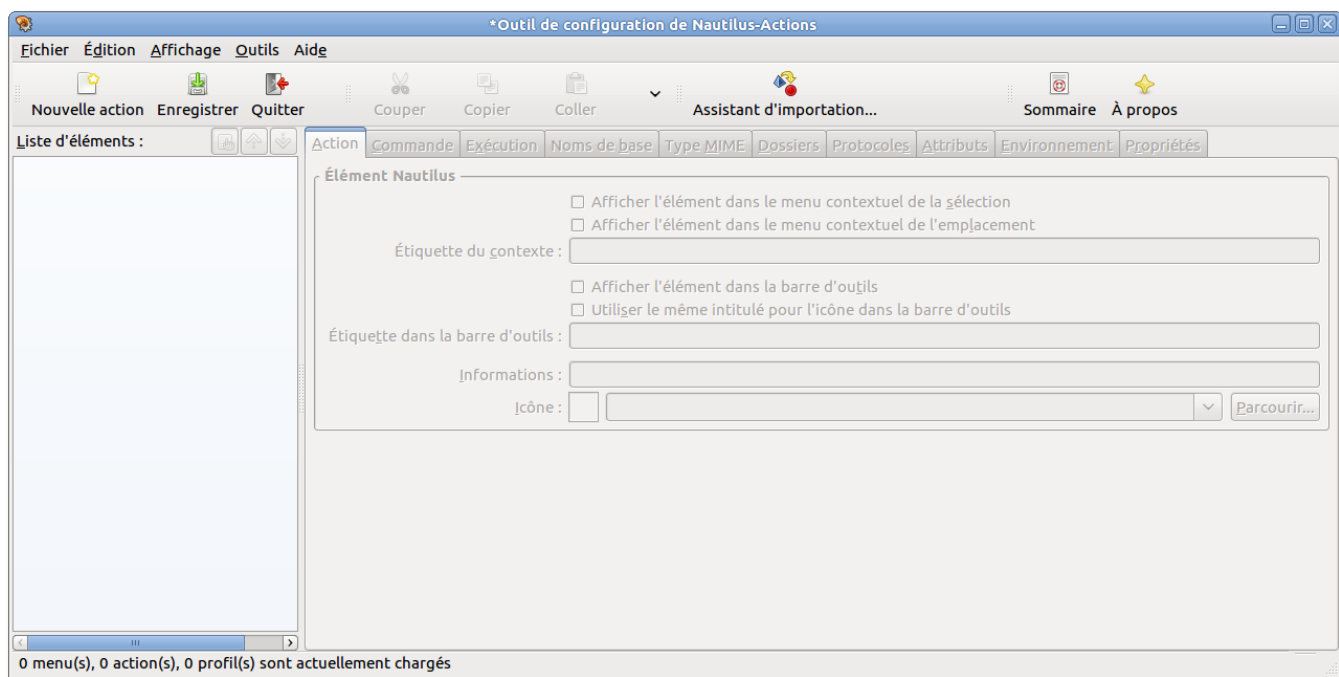 *Outil de configuration de Nautilus-Actions
Fichier Édition Affichage Outils Aide
Nouvelle action Enregistrer Quitter Couper Copier Coller Assistant d'importation... Sommaire À propos
Liste d'éléments :
Action Commande Exécution Noms de base Type MIME Dossiers Protocoles Attributs Environnement Propriétés
Élément Nautilus
Afficher l'élément dans le menu contextuel de la sélection
Afficher l'élément dans le menu contextuel de l'emplacement
Étiquette du contexte :
Afficher l'élément dans la barre d'outils
Utiliser le même intitulé pour l'icône dans la barre d'outils
Étiquette dans la barre d'outils :
Informations :
Icône :
Parcourir...
0 menu(s), 0 action(s), 0 profil(s) sont actuellement chargés